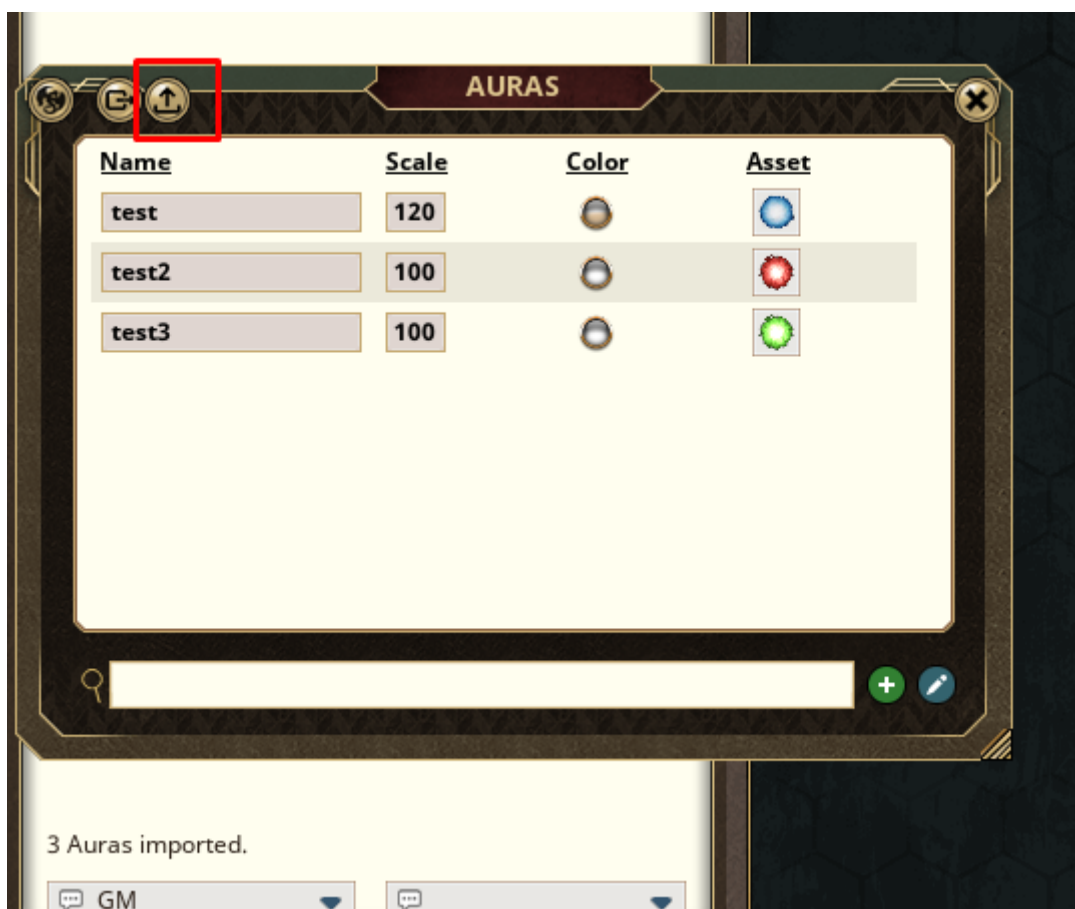 AURAS
Name Scale Color Asset
test 120
test2 100
test3 100
3 Auras imported.
GM